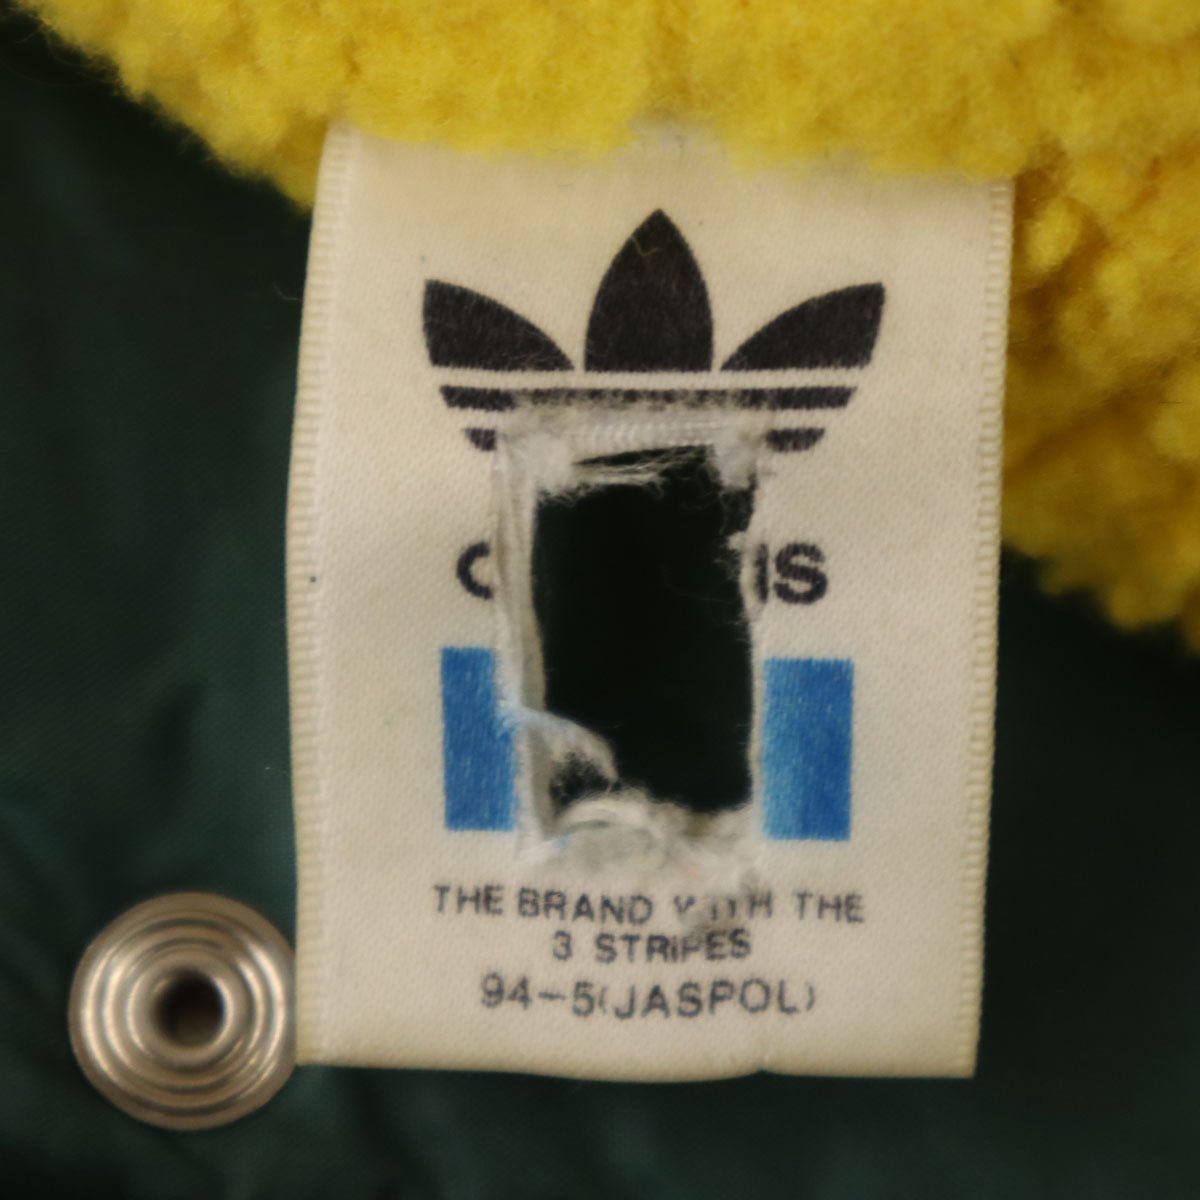 THE BRAND WITH THE
3 STRIPES
94-5(JASPOL)